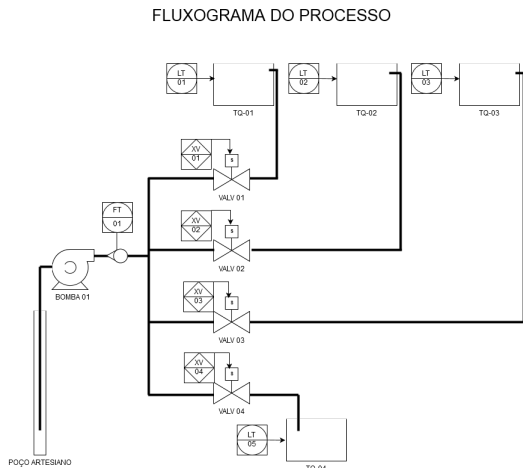 FLUXOGRAMA DO PROCESSO
LT
01
LT
02
LT
03
TQ-01
TQ-02
TQ-03
XV
01
S
VALV 01
FT
01
XV
02
S
VALV 02
BOMBA 01
XV
03
S
VALV 03
XV
04
S
VALV 04
LT
05
POÇO ARTESIANO
TQ-04